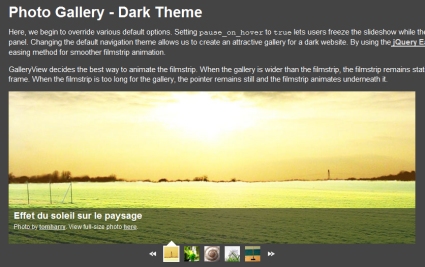 Photo Gallery - Dark Theme
Here, we begin to override various default options. Setting pause_on_hover to true lets users freeze the slideshow while the
panel. Changing the default navigation theme allows us to create an attractive gallery for a dark website. By using the jQuery Ea
easing method for smoother filmstrip animation.
GalleryView decides the best way to animate the filmstrip. When the gallery is wider than the filmstrip, the filmstrip remains stat
frame. When the filmstrip is too long for the gallery, the pointer remains still and the filmstrip animates underneath it.
Effet du soleil sur le paysage
Photo by tomharry. View full-size photo here.